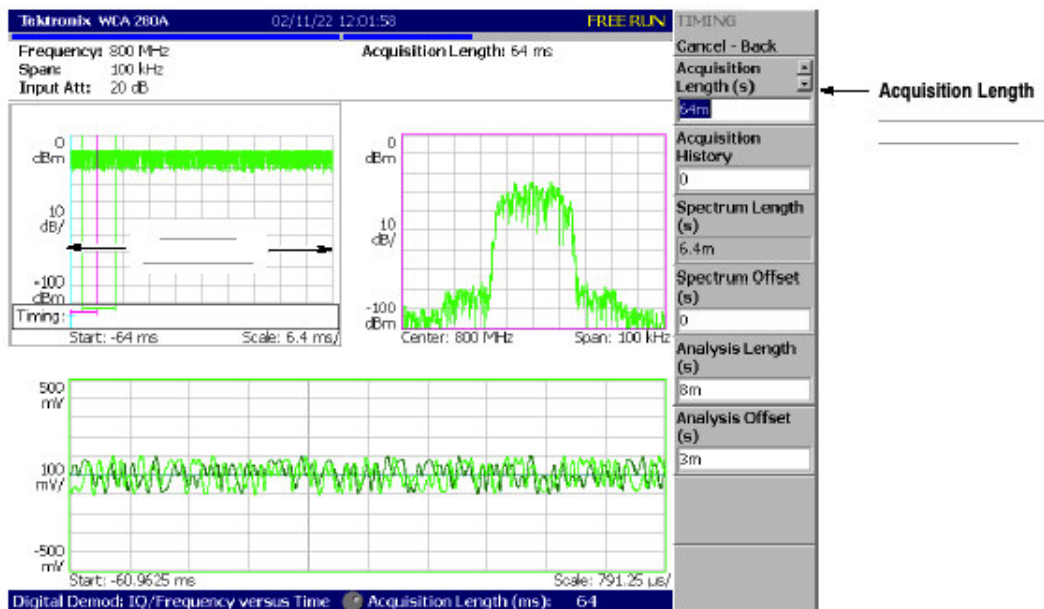 Tektronix WCA 280A 02/11/22 12:01:58 FREE RUN
Frequency: 800 MHz
Span: 100 kHz
Input Att: 20 dB
Acquisition Length: 64 ms
0
dBm
10
dB/
-100
dBm
Timing:
Start: -64 ms Scale: 6.4 ms/
0
dBm
10
dB/
-100
dBm
Center: 800 MHz Span: 100 kHz
500
mV
100
mV/
-500
mV
Start: -60.9625 ms Scale: 791.25 µs/
Digital Demod: IQ/Frequency versus Time Acquisition Length (ms): 64
TIMING
Cancel - Back
Acquisition
Length (s)
64m
Acquisition
History
0
Spectrum Length
(s)
6.4m
Spectrum Offset
(s)
0
Analysis Length
(s)
8m
Analysis Offset
(s)
3m
Acquisition Length